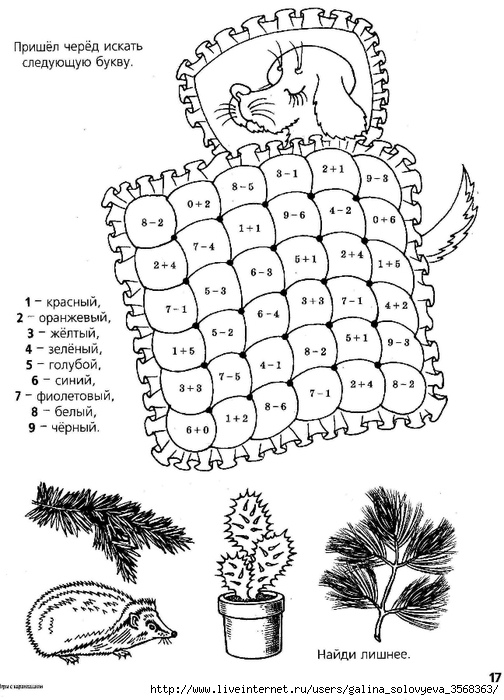 Пришёл черёд искать
следующую букву.
8−2 0+2 8−5 3−1 2+1 9−3
2+4 7−4 1+1 9−6 4−2 0+6
7−1 5−3 6−3 5+1 2+4 1+5
1+5 5−2 6−4 3+3 7−1 4+2
3+3 7−5 4−1 8−2 5+1 9−3
6+0 1+2 8−6 7−1 2+4 8−2
1 – красный,
2 – оранжевый,
3 – жёлтый,
4 – зелёный,
5 – голубой,
6 – синий,
7 – фиолетовый,
8 – белый,
9 – чёрный.
Найди лишнее.
17
http://www.liveinternet.ru/users/galina_solovyeva_3568363/